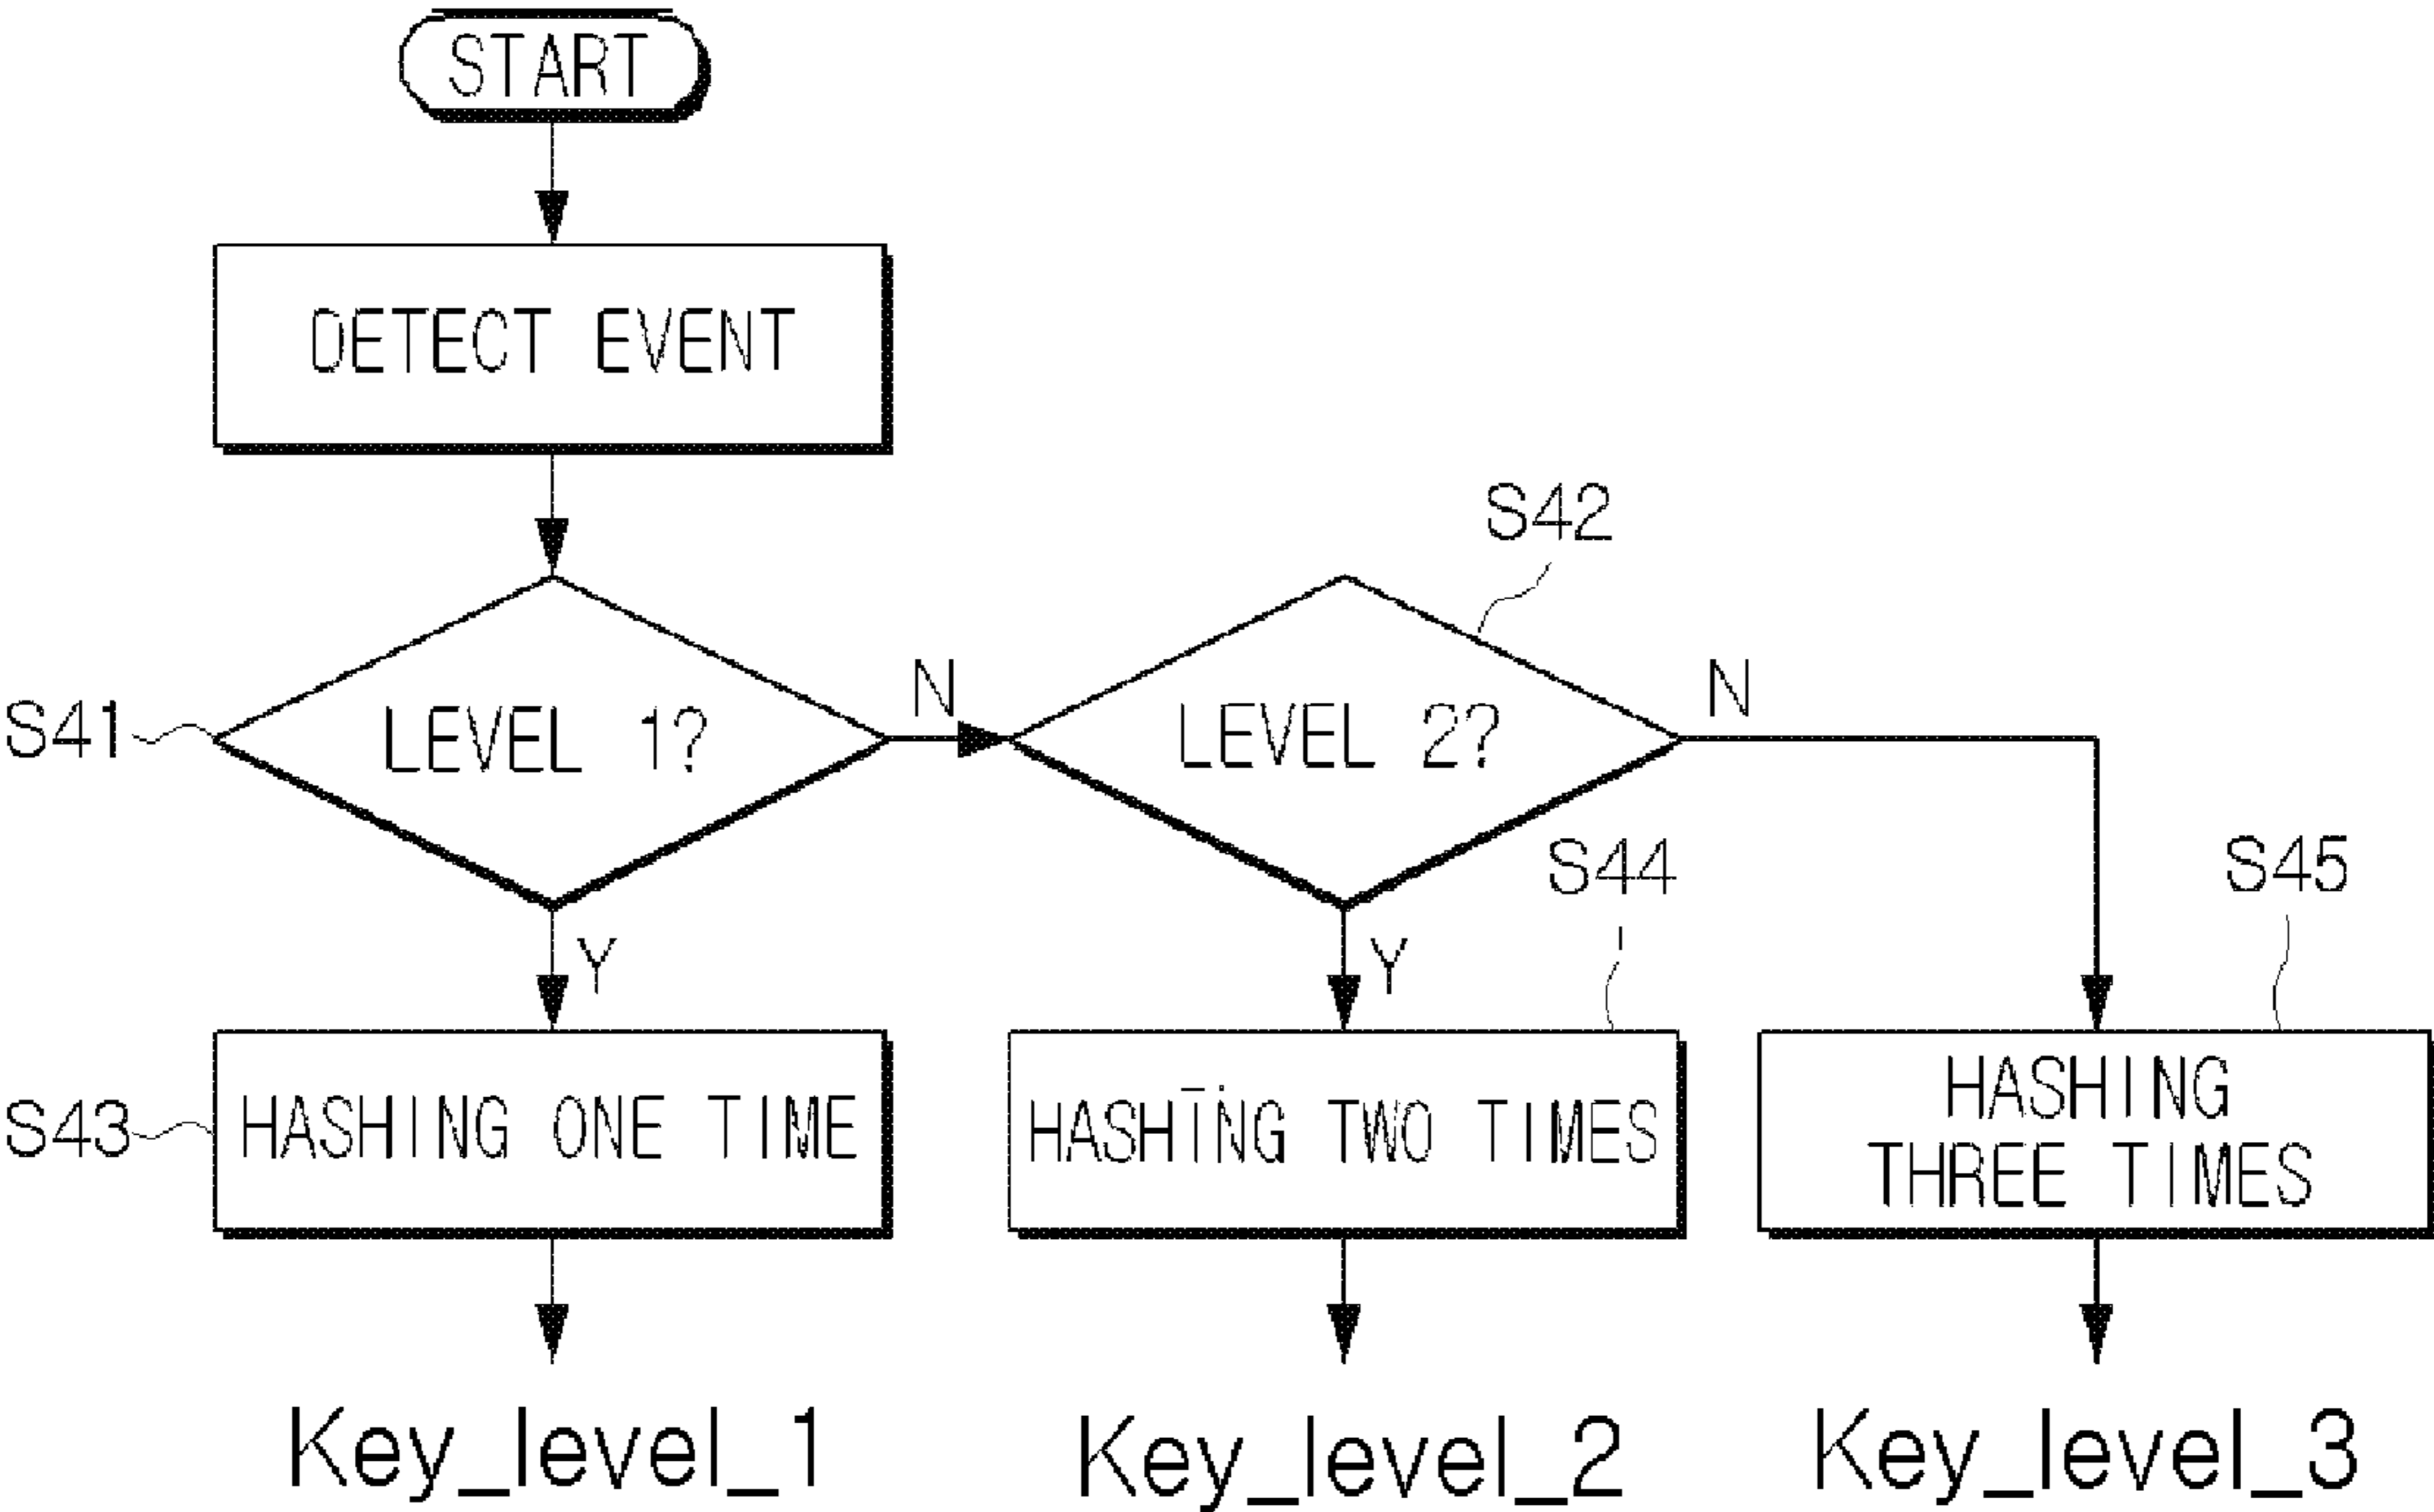 START
DETECT EVENT
S42
S41
LEVEL 1?
N
LEVEL 2?
N
S44
S45
Y
Y
S43
HASHING ONE TIME
HASHING TWO TIMES
HASHING
THREE TIMES
Key_level_1
Key_level_2
Key_level_3